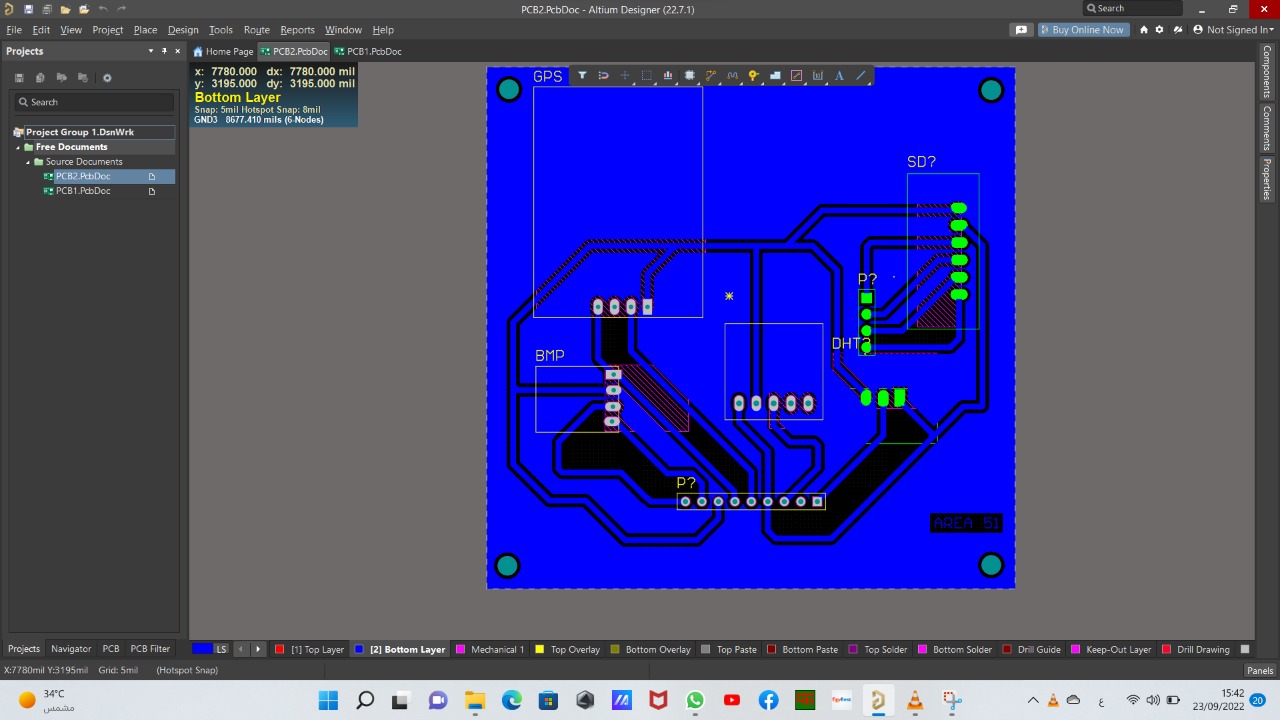 PCB2.PcbDoc - Altium Designer (22.7.1)
Search
File Edit View Project Place Design Tools Route Reports Window Help
Buy Online Now
Not Signed In
Projects
Home Page
PCB2.PcbDoc
PCB1.PcbDoc
Search
Project Group 1.DsnWrk
Free Documents
Source Documents
PCB2.PcbDoc
PCB1.PcbDoc
x: 7780.000 dx: 7780.000 mil
y: 3195.000 dy: 3195.000 mil
Bottom Layer
Snap: 5mil Hotspot Snap: 8mil
GND3 8677.410 mils (6 Nodes)
GPS
SD?
P?
DHT?
BMP
P?
AREA 51
Components
Comments
Properties
Projects Navigator PCB PCB Filter
LS [1] Top Layer [2] Bottom Layer Mechanical 1 Top Overlay Bottom Overlay Top Paste Bottom Paste Top Solder Bottom Solder Drill Guide Keep-Out Layer Drill Drawing
X:7780mil Y:3195mil Grid: 5mil (Hotspot Snap)
Panels
34°C
مشمس
ع
15:42
23/09/2022
20